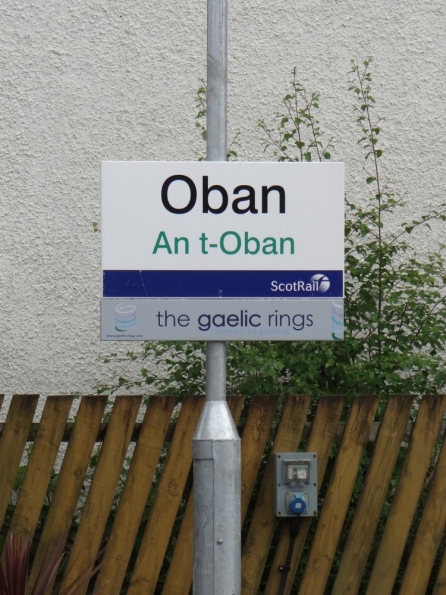 Oban
An t-Oban
ScotRail
the gaelic rings